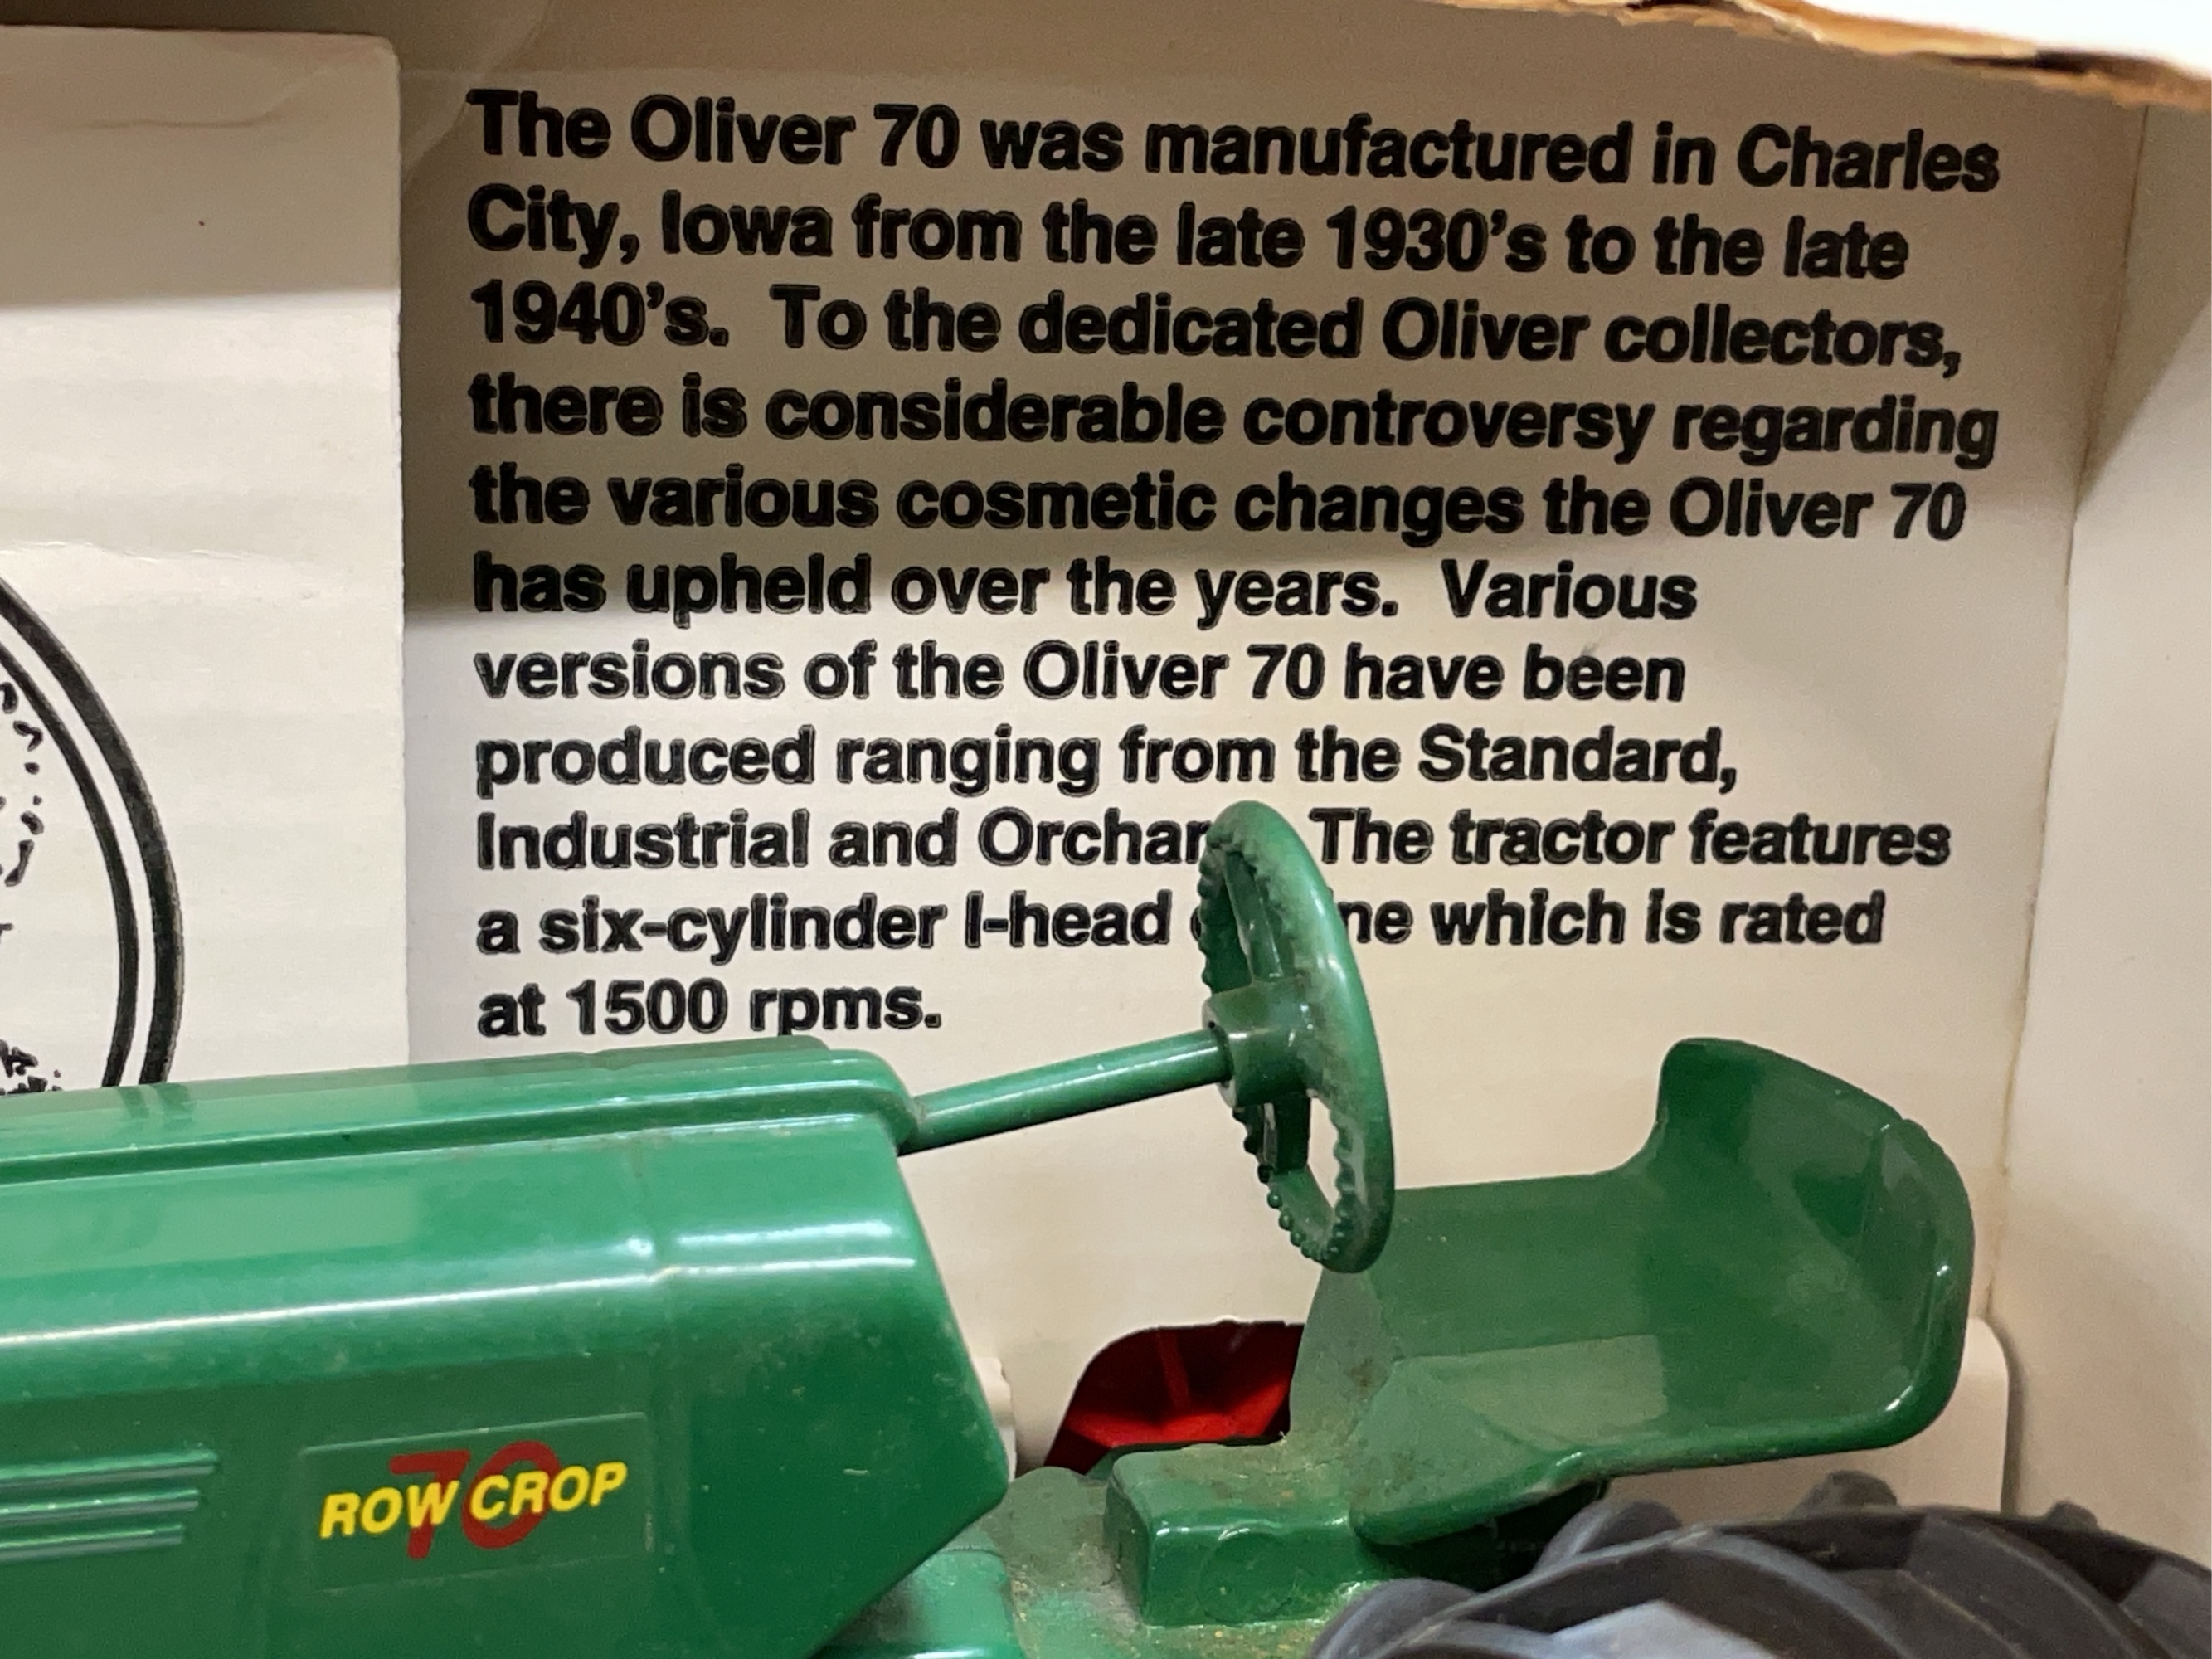 The Oliver 70 was manufactured in Charles
City, Iowa from the late 1930's to the late
1940's. To the dedicated Oliver collectors,
there is considerable controversy regarding
the various cosmetic changes the Oliver 70
has upheld over the years. Various
versions of the Oliver 70 have been
produced ranging from the Standard,
Industrial and Orchar The tractor features
a six-cylinder I-head ne which is rated
at 1500 rpms.
70
ROW CROP